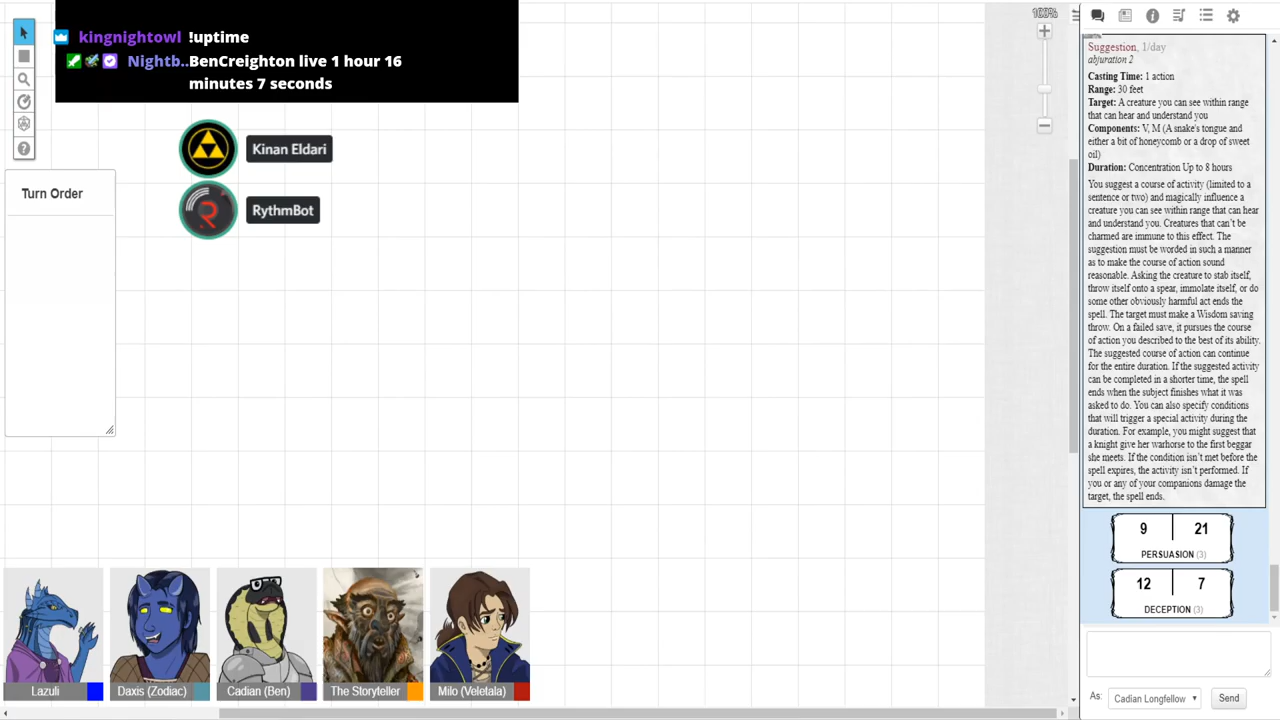 kingnightowl !uptime
Nightb.. BenCreighton live 1 hour 16
minutes 7 seconds
Kinan Eldari
RythmBot
Turn Order
100%
Suggestion, 1/day
abjuration 2
Casting Time: 1 action
Range: 30 feet
Target: A creature you can see within range
that can hear and understand you
Components: V, M (A snake's tongue and
either a bit of honeycomb or a drop of sweet
oil)
Duration: Concentration Up to 8 hours
You suggest a course of activity (limited to a
sentence or two) and magically influence a
creature you can see within range that can hear
and understand you. Creatures that can't be
charmed are immune to this effect. The
suggestion must be worded in such a manner
as to make the course of action sound
reasonable. Asking the creature to stab itself,
throw itself onto a spear, immolate itself, or do
some other obviously harmful act ends the
spell. The target must make a Wisdom saving
throw. On a failed save, it pursues the course
of action you described to the best of its ability.
The suggested course of action can continue
for the entire duration. If the suggested activity
can be completed in a shorter time, the spell
ends when the subject finishes what it was
asked to do. You can also specify conditions
that will trigger a special activity during the
duration. For example, you might suggest that
a knight give her warhorse to the first beggar
she meets. If the condition isn't met before the
spell expires, the activity isn't performed. If
you or any of your companions damage the
target, the spell ends.
9 21
PERSUASION (3)
12 7
DECEPTION (3)
Lazuli
Daxis (Zodiac)
Cadian (Ben)
The Storyteller
Milo (Veletala)
As: Cadian Longfellow Send